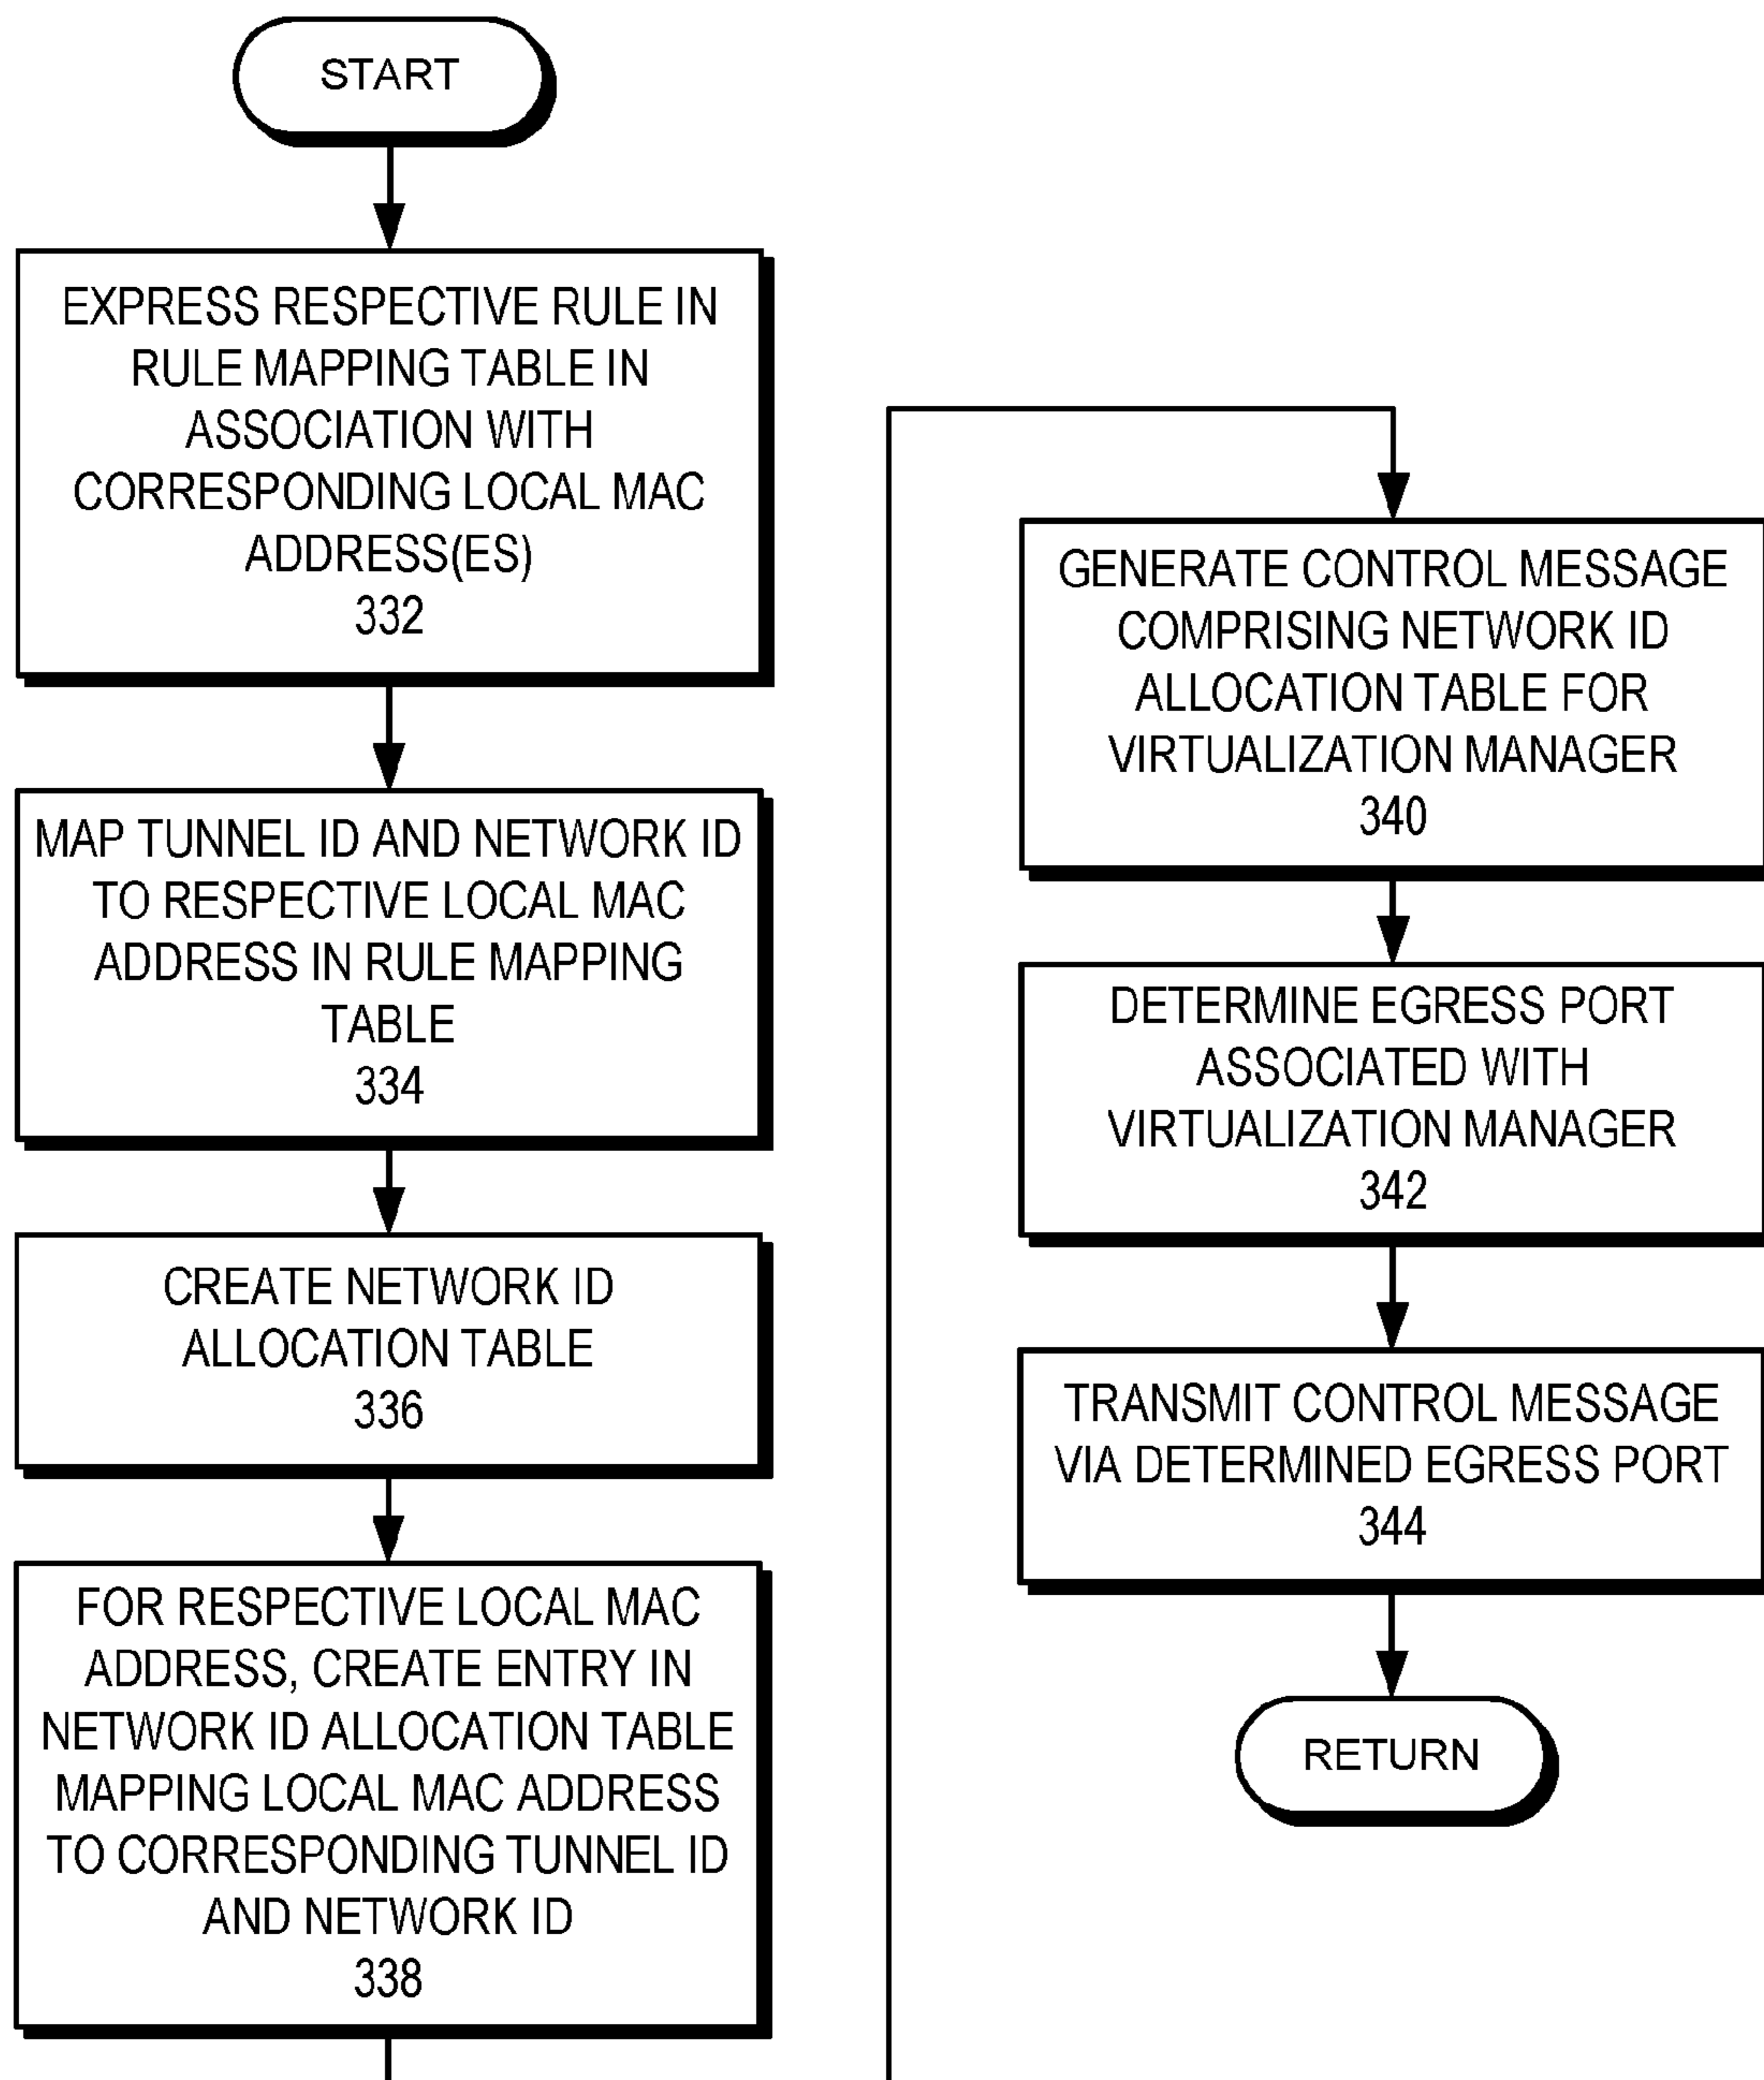 START
EXPRESS RESPECTIVE RULE IN
RULE MAPPING TABLE IN
ASSOCIATION WITH
CORRESPONDING LOCAL MAC
ADDRESS(ES)
332
MAP TUNNEL ID AND NETWORK ID
TO RESPECTIVE LOCAL MAC
ADDRESS IN RULE MAPPING
TABLE
334
CREATE NETWORK ID
ALLOCATION TABLE
336
FOR RESPECTIVE LOCAL MAC
ADDRESS, CREATE ENTRY IN
NETWORK ID ALLOCATION TABLE
MAPPING LOCAL MAC ADDRESS
TO CORRESPONDING TUNNEL ID
AND NETWORK ID
338
GENERATE CONTROL MESSAGE
COMPRISING NETWORK ID
ALLOCATION TABLE FOR
VIRTUALIZATION MANAGER
340
DETERMINE EGRESS PORT
ASSOCIATED WITH
VIRTUALIZATION MANAGER
342
TRANSMIT CONTROL MESSAGE
VIA DETERMINED EGRESS PORT
344
RETURN